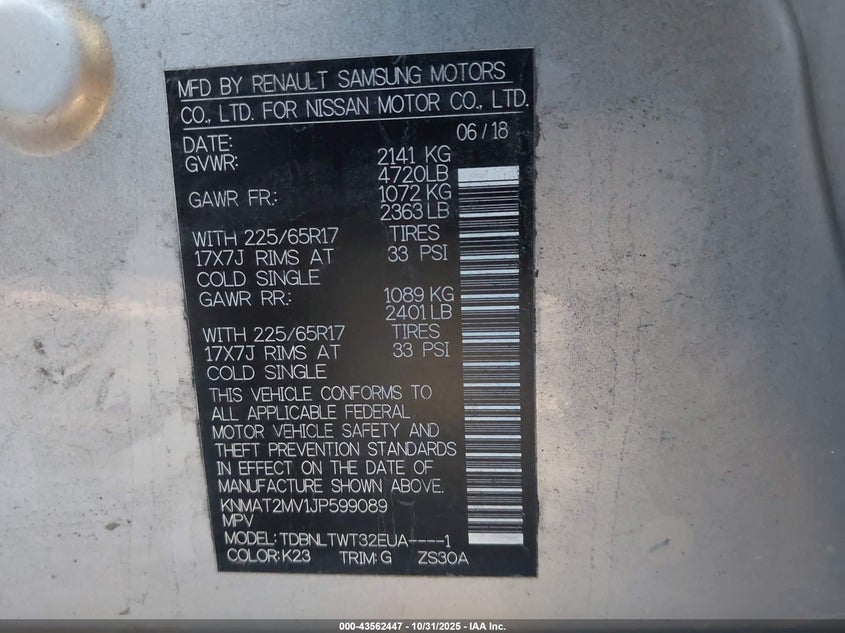 MFD BY RENAULT SAMSUNG MOTORS
CO., LTD. FOR NISSAN MOTOR CO., LTD.
DATE: 06/18
GVWR: 2141 KG
4720LB
GAWR FR: 1072 KG
2363 LB
WITH 225/65R17 TIRES
17X7J RIMS AT 33 PSI
COLD SINGLE
GAWR RR: 1089 KG
2401 LB
WITH 225/65R17 TIRES
17X7J RIMS AT 33 PSI
COLD SINGLE
THIS VEHICLE CONFORMS TO
ALL APPLICABLE FEDERAL
MOTOR VEHICLE SAFETY AND
THEFT PREVENTION STANDARDS
IN EFFECT ON THE DATE OF
MANUFACTURE SHOWN ABOVE.
KNMAT2MV1JP599089
MPV
MODEL: TDBNLTWT32EUA----1
COLOR: K23 TRIM: G ZS30A
000-43562447 - 10/31/2025 - IAA Inc.